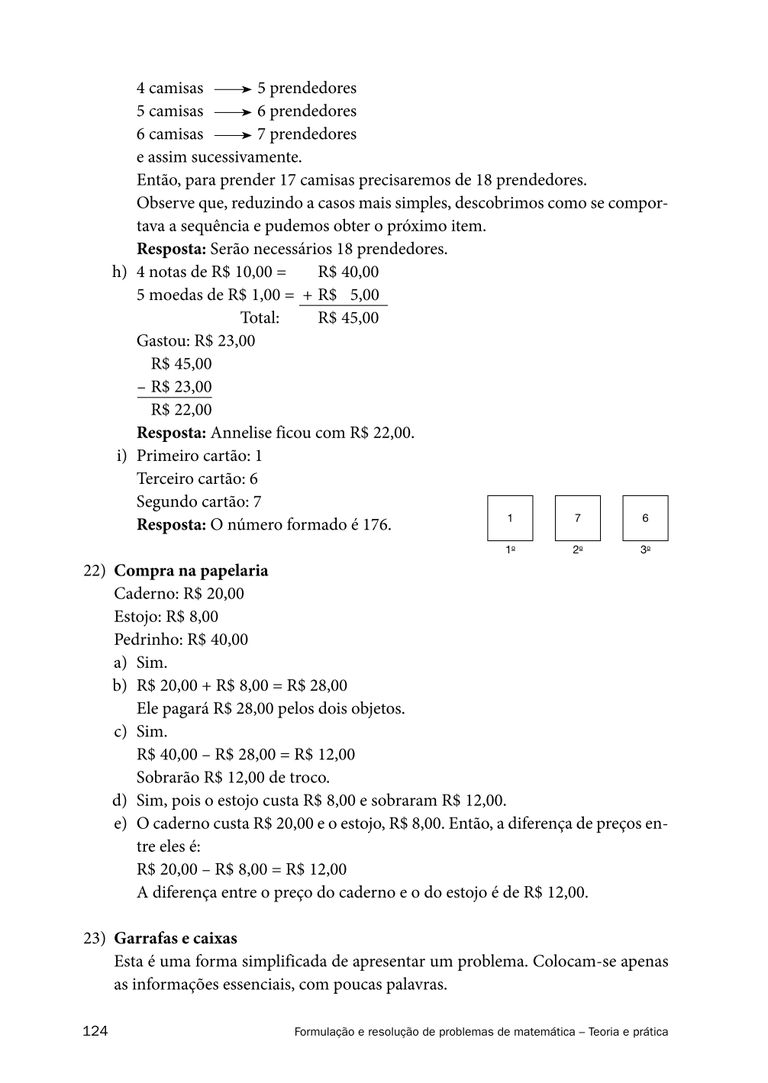 4 camisas → 5 prendedores
5 camisas → 6 prendedores
6 camisas → 7 prendedores
e assim sucessivamente.
Então, para prender 17 camisas precisaremos de 18 prendedores.
Observe que, reduzindo a casos mais simples, descobrimos como se compor-
tava a sequência e pudemos obter o próximo item.
Resposta: Serão necessários 18 prendedores.
h) 4 notas de R$ 10,00 = R$ 40,00
5 moedas de R$ 1,00 = + R$ 5,00
Total: R$ 45,00
Gastou: R$ 23,00
R$ 45,00
– R$ 23,00
R$ 22,00
Resposta: Annelise ficou com R$ 22,00.
i) Primeiro cartão: 1
Terceiro cartão: 6
Segundo cartão: 7
Resposta: O número formado é 176.
1 7 6
1º 2º 3º
22) Compra na papelaria
Caderno: R$ 20,00
Estojo: R$ 8,00
Pedrinho: R$ 40,00
a) Sim.
b) R$ 20,00 + R$ 8,00 = R$ 28,00
Ele pagará R$ 28,00 pelos dois objetos.
c) Sim.
R$ 40,00 – R$ 28,00 = R$ 12,00
Sobrarão R$ 12,00 de troco.
d) Sim, pois o estojo custa R$ 8,00 e sobraram R$ 12,00.
e) O caderno custa R$ 20,00 e o estojo, R$ 8,00. Então, a diferença de preços en-
tre eles é:
R$ 20,00 – R$ 8,00 = R$ 12,00
A diferença entre o preço do caderno e o do estojo é de R$ 12,00.
23) Garrafas e caixas
Esta é uma forma simplificada de apresentar um problema. Colocam-se apenas
as informações essenciais, com poucas palavras.
124 Formulação e resolução de problemas de matemática – Teoria e prática